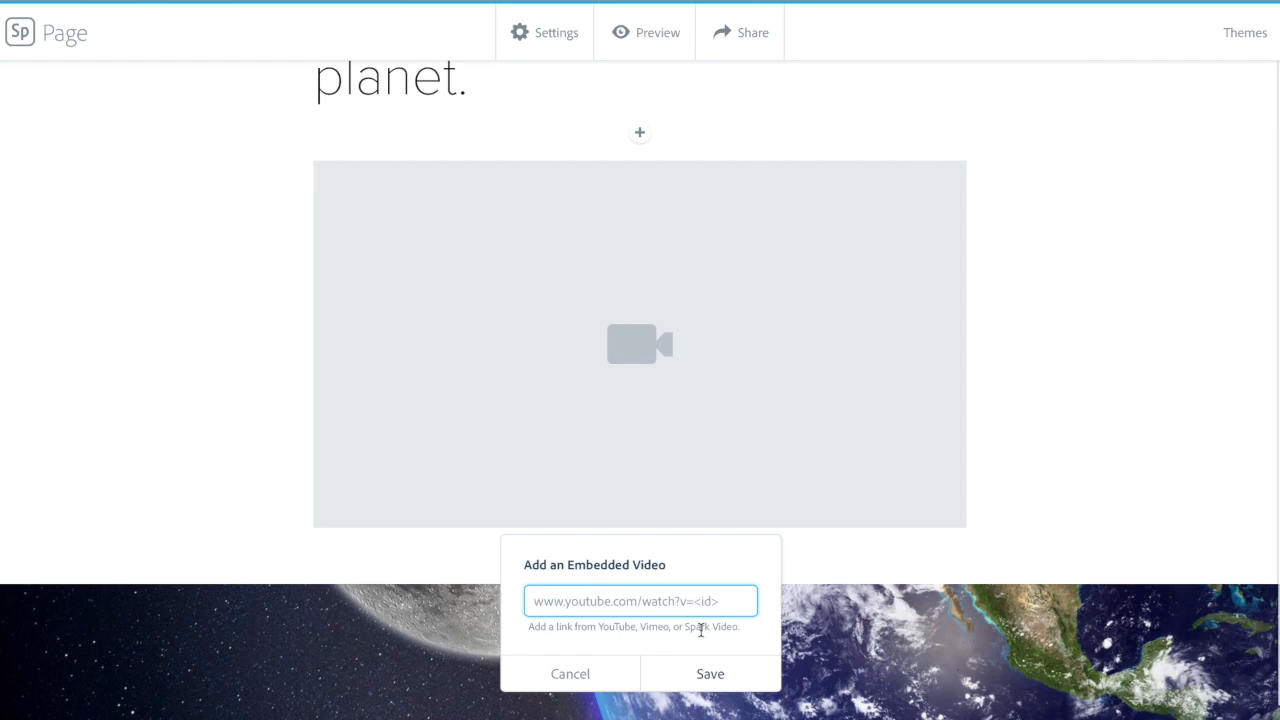 Sp Page
Settings
Preview
Share
Themes
planet.
+
Add an Embedded Video
www.youtube.com/watch?v=<id>
Add a link from YouTube, Vimeo, or Spark Video.
Cancel
Save